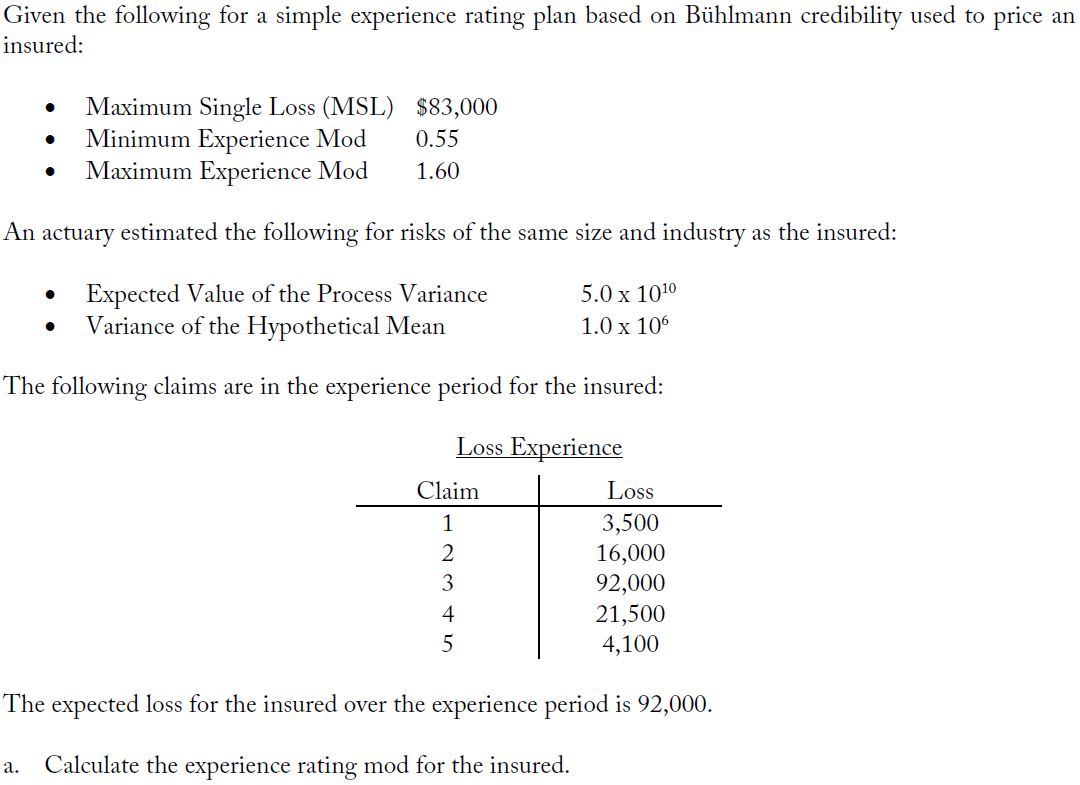 Given the following for a simple experience rating plan based on Bühlmann credibility used to price an
insured:
• Maximum Single Loss (MSL) $83,000
• Minimum Experience Mod 0.55
• Maximum Experience Mod 1.60
An actuary estimated the following for risks of the same size and industry as the insured:
• Expected Value of the Process Variance 5.0 x 10¹⁰
• Variance of the Hypothetical Mean 1.0 x 10⁶
The following claims are in the experience period for the insured:
Loss Experience
Claim Loss
1 3,500
2 16,000
3 92,000
4 21,500
5 4,100
The expected loss for the insured over the experience period is 92,000.
a. Calculate the experience rating mod for the insured.